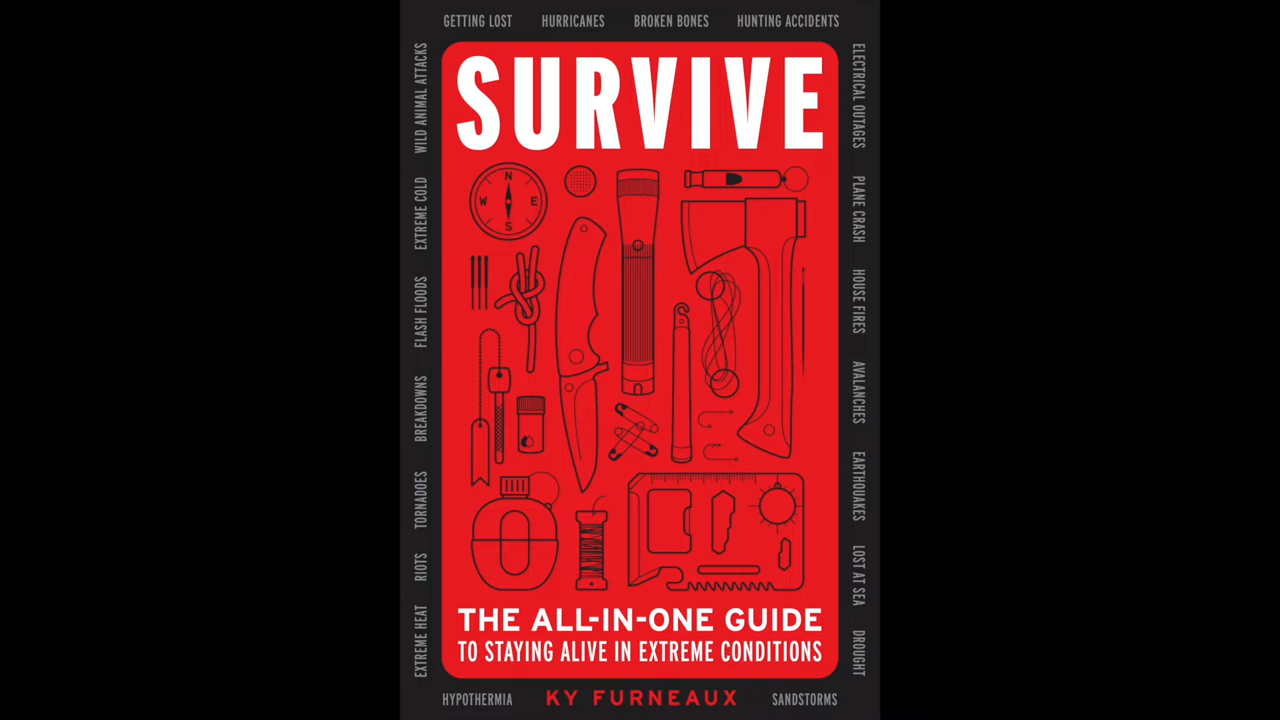 GETTING LOST HURRICANES BROKEN BONES HUNTING ACCIDENTS
SURVIVE
N
W E
S
THE ALL-IN-ONE GUIDE
TO STAYING ALIVE IN EXTREME CONDITIONS
HYPOTHERMIA KY FURNEAUX SANDSTORMS
WILD ANIMAL ATTACKS
EXTREME COLD
FLASH FLOODS
BREAKDOWNS
TORNADOES
RIOTS
EXTREME HEAT
ELECTRICAL OUTAGES
PLANE CRASH
HOUSE FIRES
AVALANCHES
EARTHQUAKES
LOST AT SEA
DROUGHT